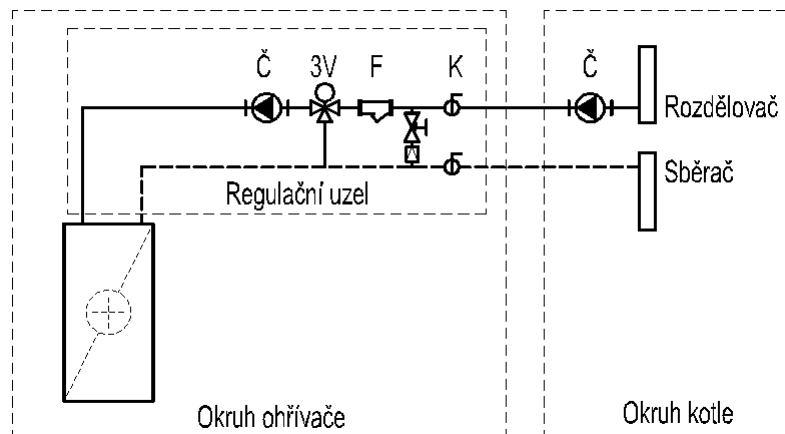 Č 3V F K Č
Rozdělovač
Sběrač
Regulační uzel
Okruh ohřívače
Okruh kotle